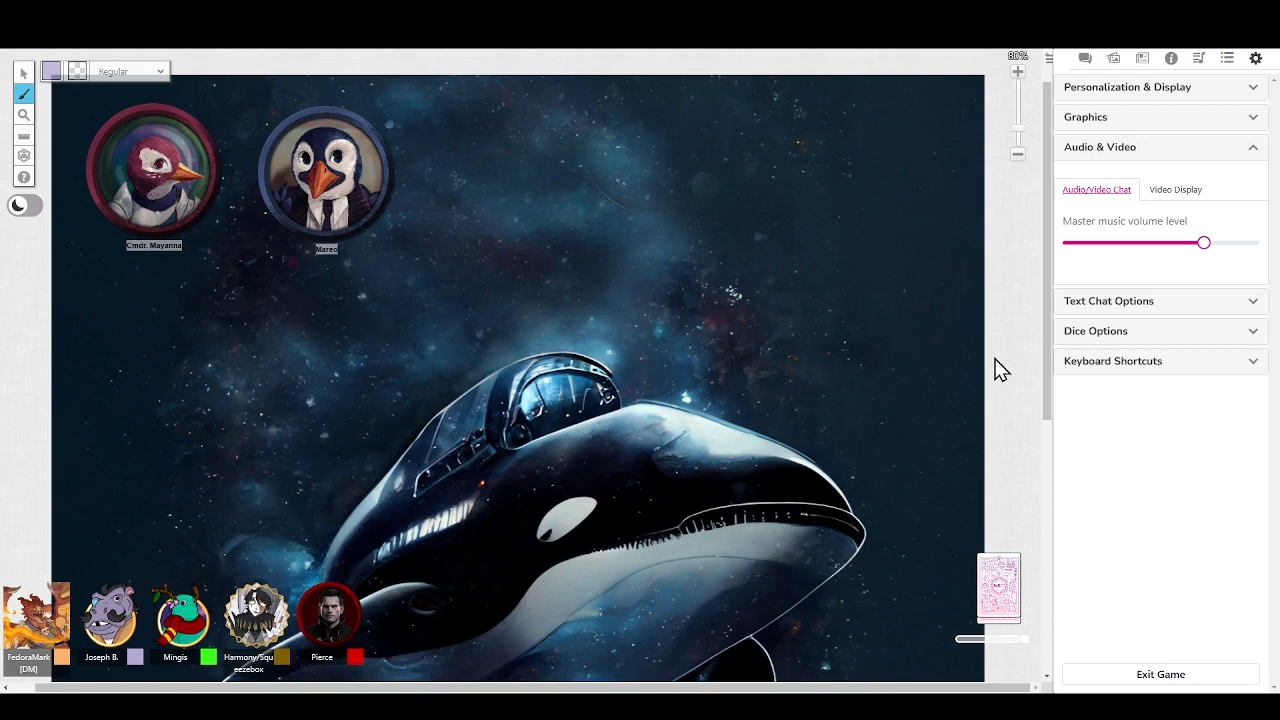 Regular
80%
Personalization & Display
Graphics
Audio & Video
Audio/Video Chat
Video Display
Master music volume level
Text Chat Options
Dice Options
Keyboard Shortcuts
Cmdr. Mayanna
Mareo
FedoraMark
[DM]
Joseph B.
Mingis
Harmony/Squ
eezebox
Pierce
Exit Game